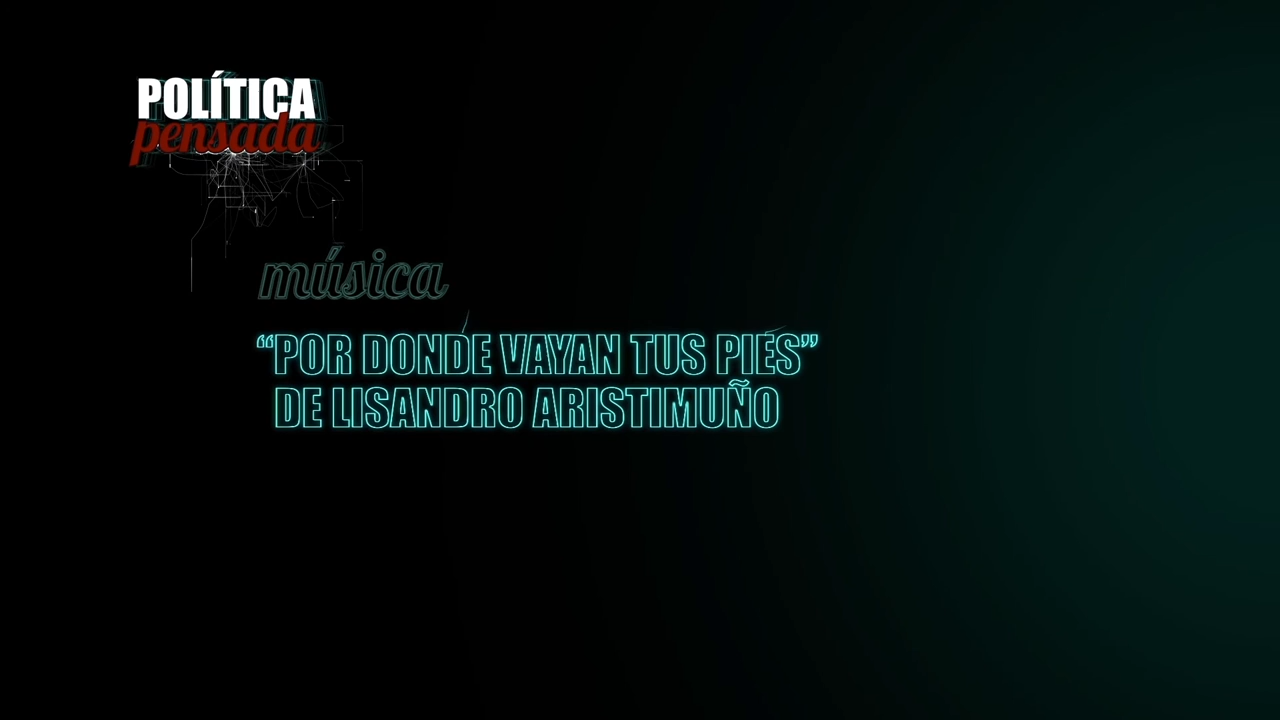 POLÍTICA
pensada
música
“POR DONDE VAYAN TUS PIES”
DE LISANDRO ARISTIMUÑO